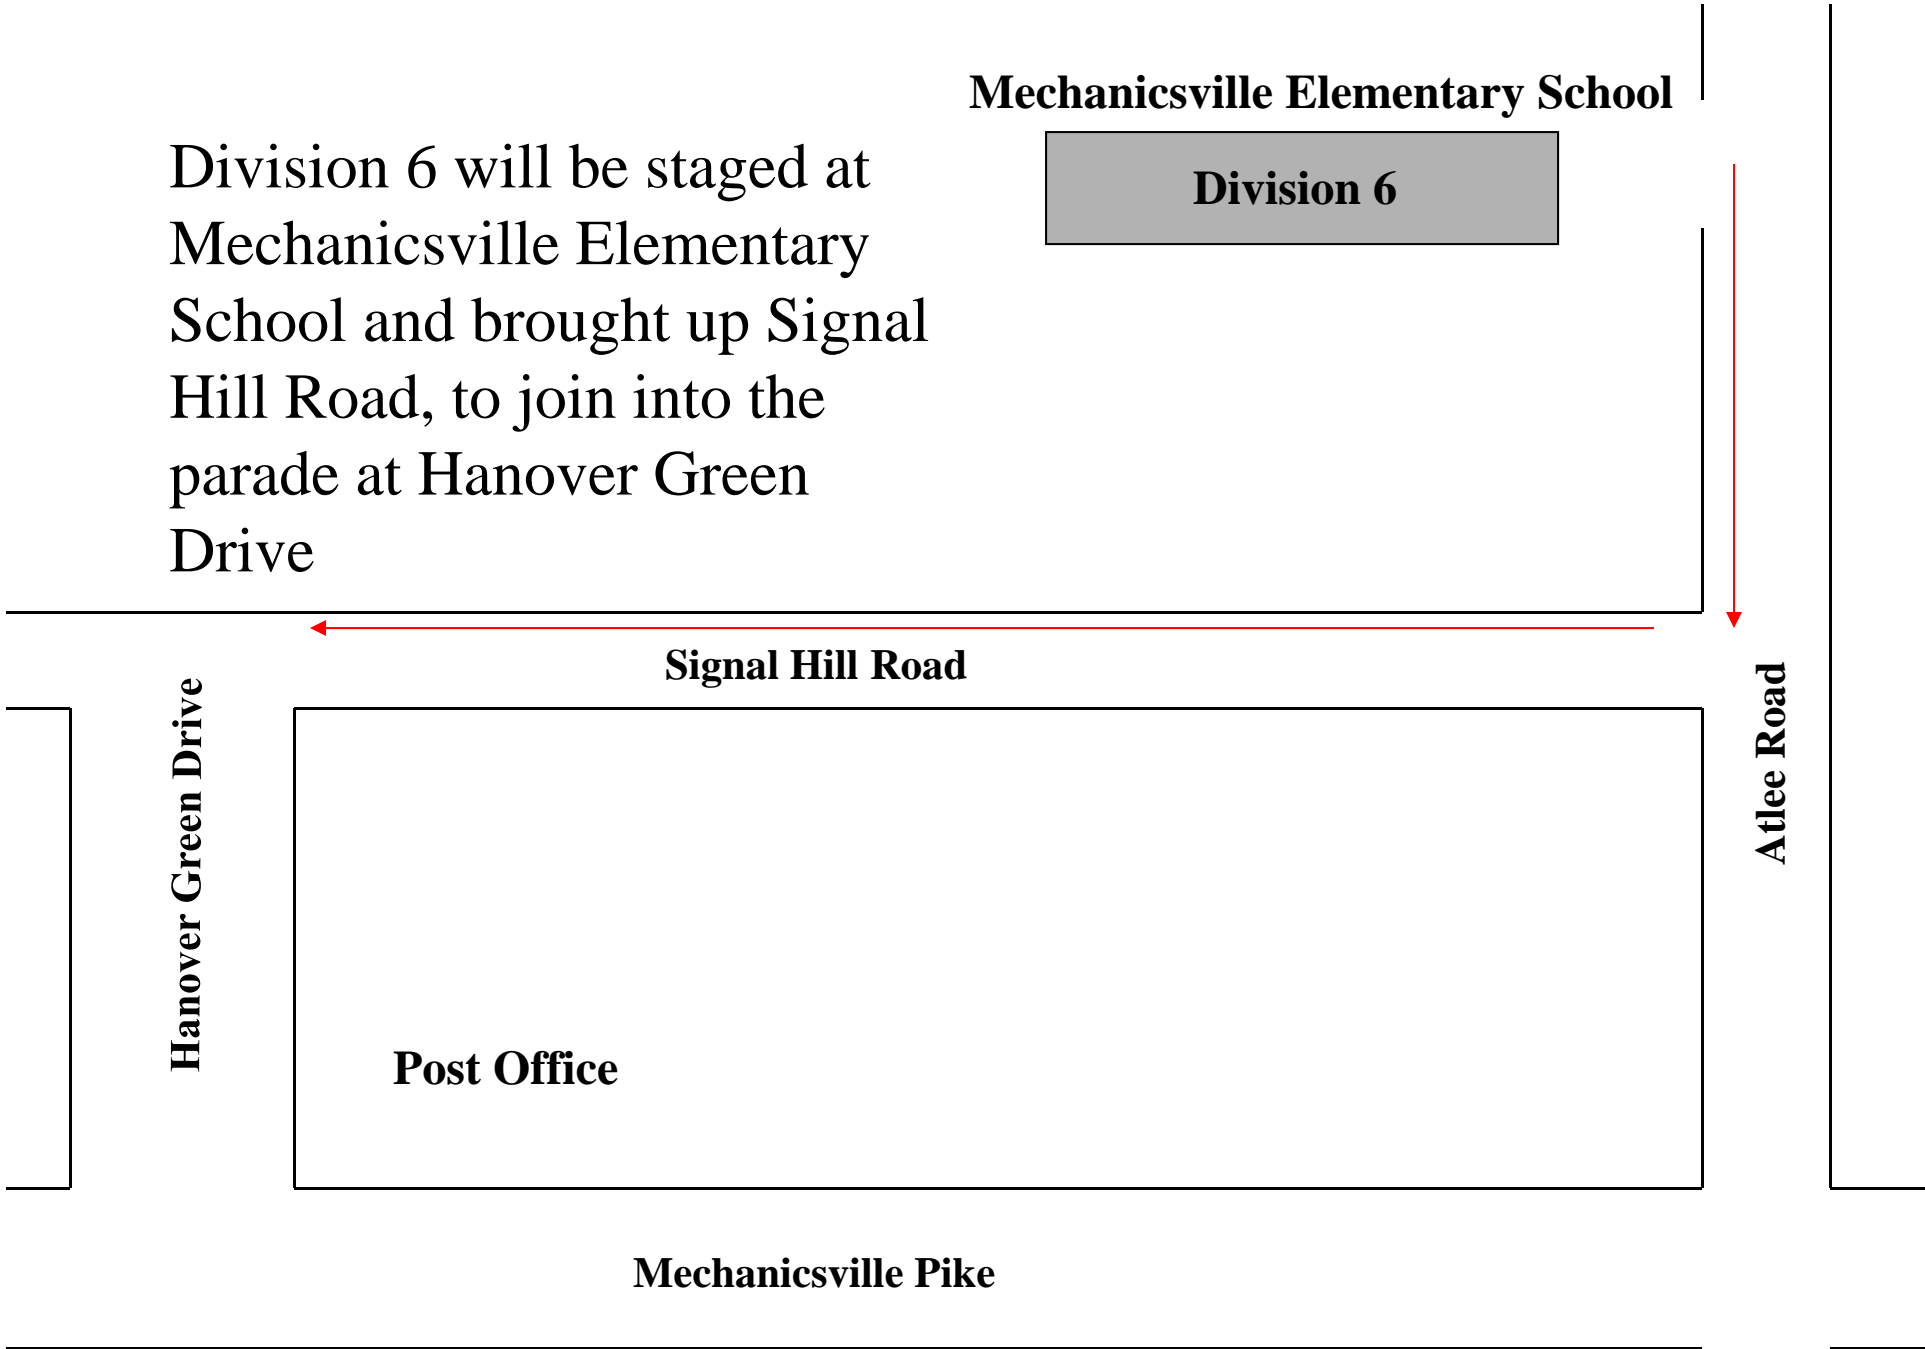 Mechanicsville Elementary School
Division 6
Division 6 will be staged at
Mechanicsville Elementary
School and brought up Signal
Hill Road, to join into the
parade at Hanover Green
Drive
Signal Hill Road
Hanover Green Drive
Atlee Road
Post Office
Mechanicsville Pike